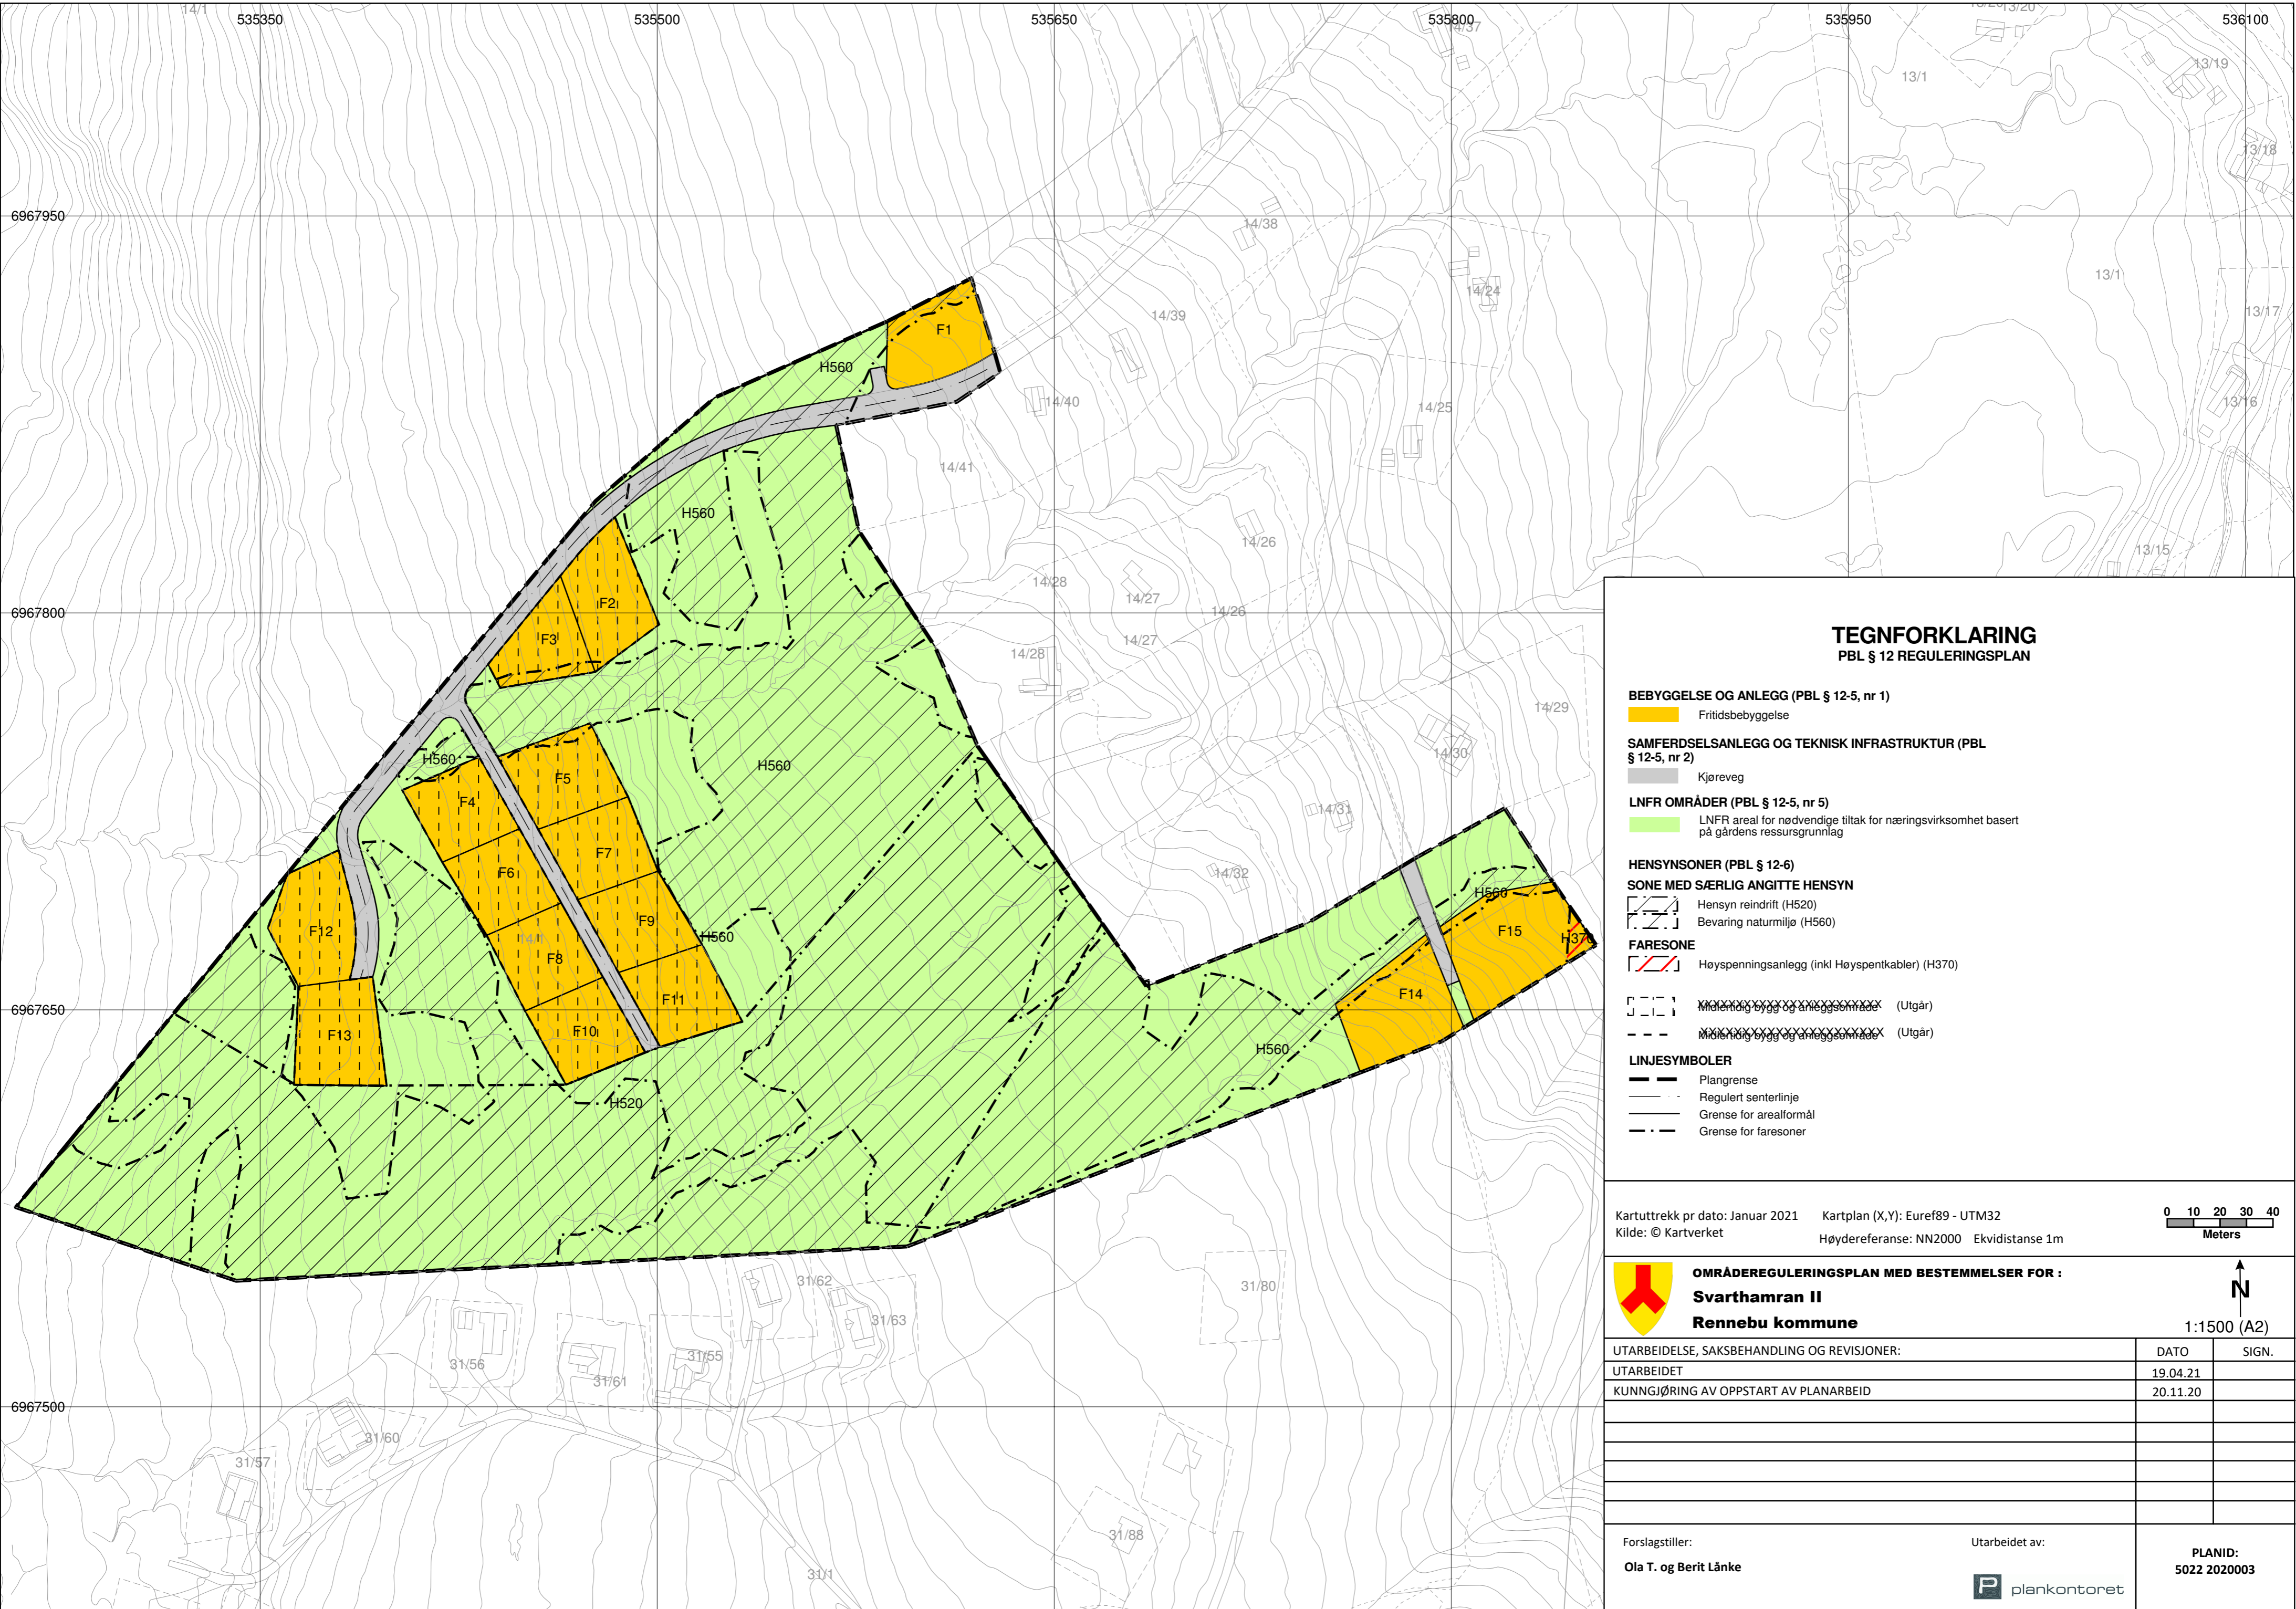 14/1
535350
535500
535650
535800
535950
536100
14/37
13/20
13/19
13/1
13/18
6967950
14/38
14/24
13/1
13/17
14/39
F1
H560
14/40
14/25
13/16
14/41
H560
14/26
13/15
14/28
14/27
14/26
6967800
F2
F3
14/27
14/28
14/29
14/30
H560
H560
F5
F4
14/31
F7
F6
14/32
H560
F9
F12
14/1
H560
F15
H370
F8
F14
F11
6967650
F10
F13
H560
H520
31/62
31/80
31/63
31/55
31/56
31/61
6967500
31/60
31/57
31/88
31/1
TEGNFORKLARING
PBL § 12 REGULERINGSPLAN
BEBYGGELSE OG ANLEGG (PBL § 12-5, nr 1)
Fritidsbebyggelse
SAMFERDSELSANLEGG OG TEKNISK INFRASTRUKTUR (PBL
§ 12-5, nr 2)
Kjøreveg
LNFR OMRÅDER (PBL § 12-5, nr 5)
LNFR areal for nødvendige tiltak for næringsvirksomhet basert
på gårdens ressursgrunnlag
HENSYNSONER (PBL § 12-6)
SONE MED SÆRLIG ANGITTE HENSYN
Hensyn reindrift (H520)
Bevaring naturmiljø (H560)
FARESONE
Høyspenningsanlegg (inkl Høyspentkabler) (H370)
Midlertidig bygg og anleggsområde (Utgår)
Midlertidig bygg og anleggsområde (Utgår)
LINJESYMBOLER
Plangrense
Regulert senterlinje
Grense for arealformål
Grense for faresoner
Kartuttrekk pr dato: Januar 2021 Kartplan (X,Y): Euref89 - UTM32
Kilde: © Kartverket
Høydereferanse: NN2000 Ekvidistanse 1m
0 10 20 30 40
Meters
OMRÅDEREGULERINGSPLAN MED BESTEMMELSER FOR :
Svarthamran II
Rennebu kommune
N
1:1500 (A2)
UTARBEIDELSE, SAKSBEHANDLING OG REVISJONER: DATO SIGN.
UTARBEIDET 19.04.21
KUNNGJØRING AV OPPSTART AV PLANARBEID 20.11.20
Forslagstiller:
Ola T. og Berit Lånke
Utarbeidet av:
P plankontoret
PLANID:
5022 2020003